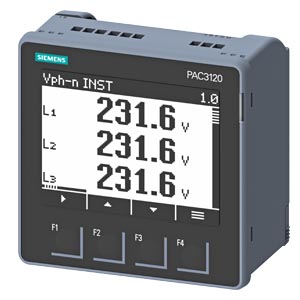 SIEMENS
PAC3120
Vph-n INST
1.0
L1 231.6 V
L2 231.6 V
L3 231.6 V
F1 F2 F3 F4